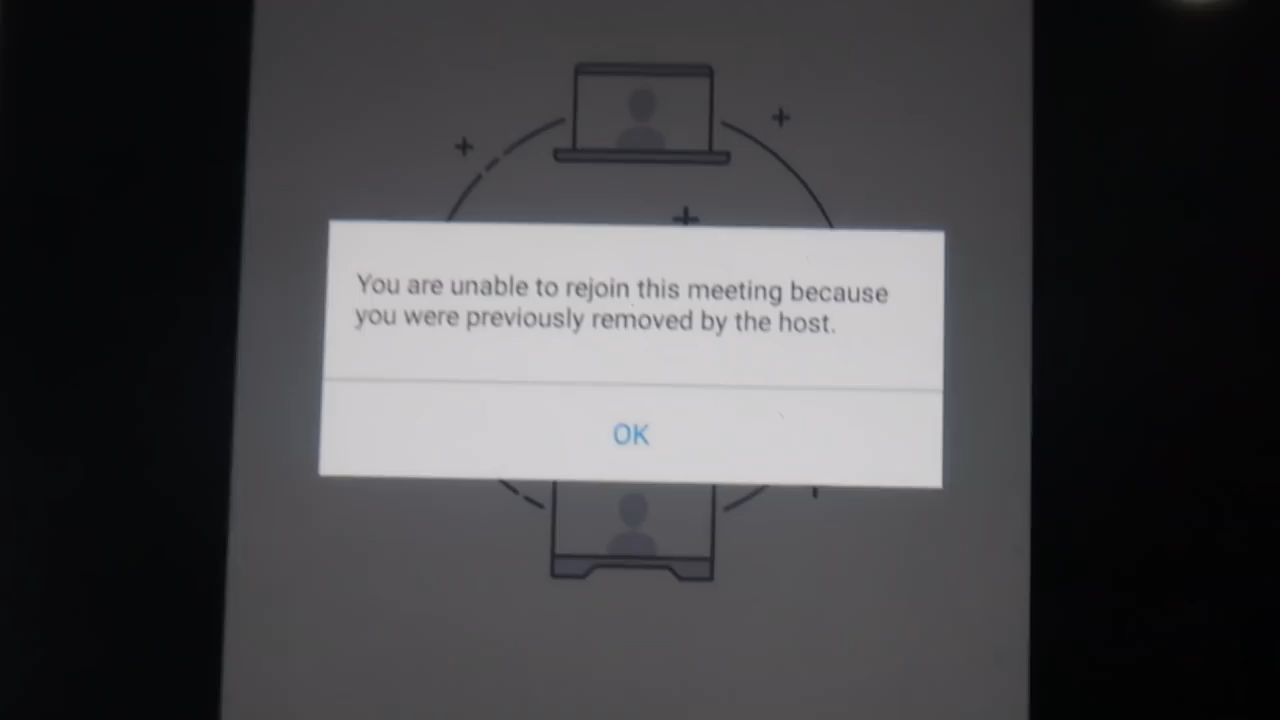 You are unable to rejoin this meeting because
you were previously removed by the host.
OK